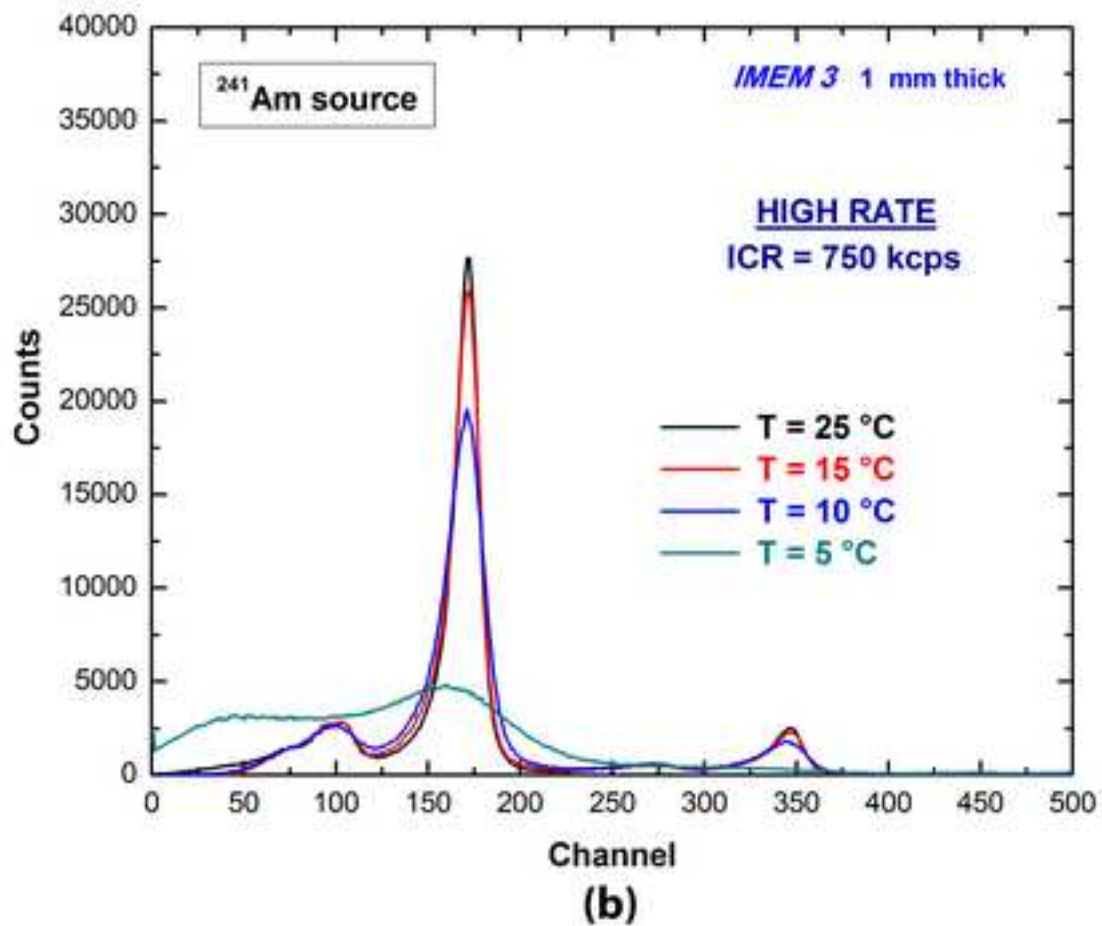 40000
35000
30000
25000
20000
15000
10000
5000
0
Counts
²⁴¹Am source
IMEM 3 1 mm thick
HIGH RATE
ICR = 750 kcps
T = 25 °C
T = 15 °C
T = 10 °C
T = 5 °C
0 50 100 150 200 250 300 350 400 450 500
Channel
(b)